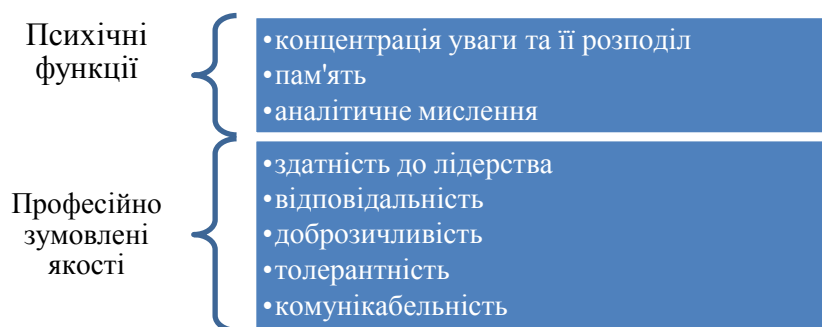 Психічні
функції
•концентрація уваги та її розподіл
•пам'ять
•аналітичне мислення
Професійно
зумовлені
якості
•здатність до лідерства
•відповідальність
•доброзичливість
•толерантність
•комунікабельність